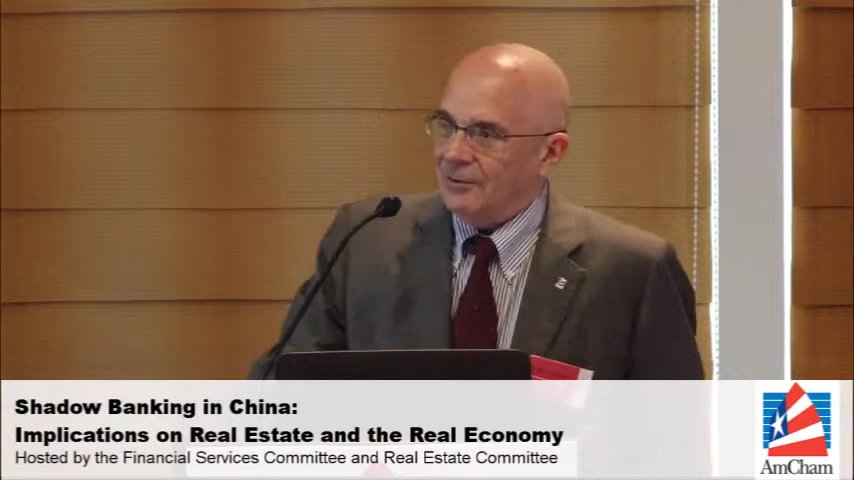 Shadow Banking in China:
Implications on Real Estate and the Real Economy
Hosted by the Financial Services Committee and Real Estate Committee
AmCham